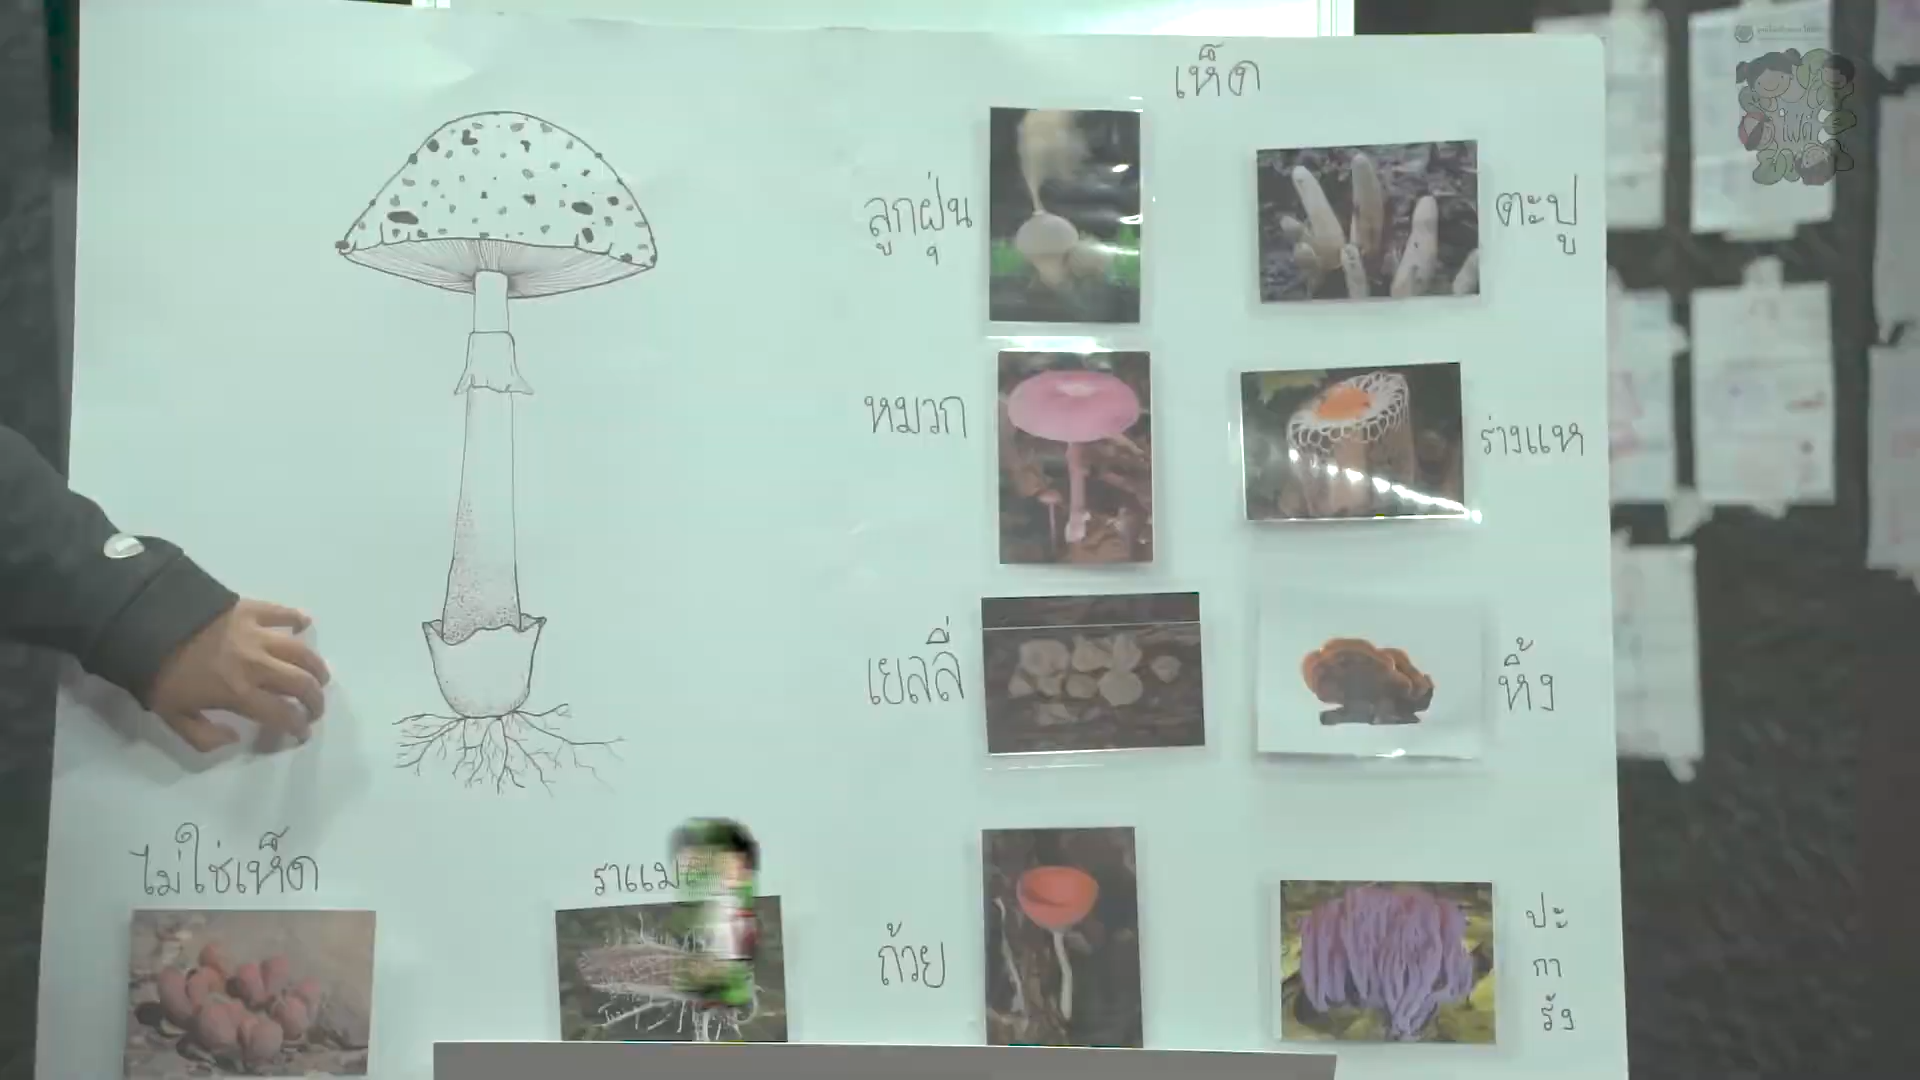 เห็ด
ลูกฝุ่น
ตะปู
หมวก
ร่างแห
เยลลี่
หิ้ง
ถ้วย
ปะ
กา
รัง
ไม่ใช่เห็ด